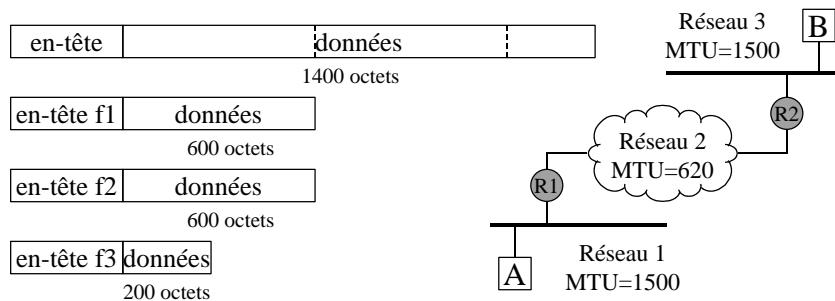 en-tête données
1400 octets
en-tête f1 données
600 octets
en-tête f2 données
600 octets
en-tête f3 données
200 octets
Réseau 3
MTU=1500
B
R2
Réseau 2
MTU=620
R1
A
Réseau 1
MTU=1500